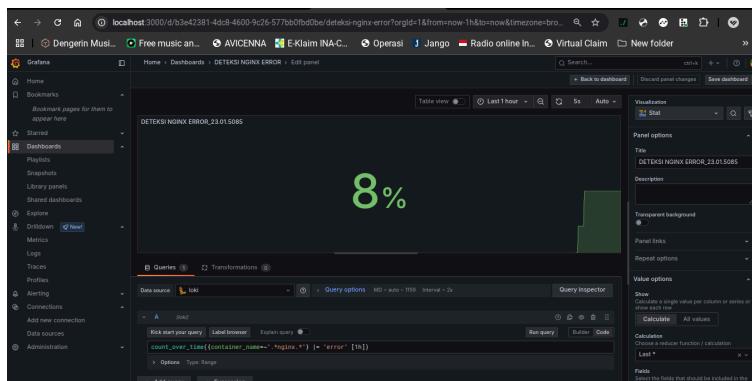 localhost:3000/d/b3e42381-4dc8-4600-9c26-577bb0fbd0be/deteksi-nginx-error?orgId=1&from=now-1h&to=now&timezone=bro...
Dengerin Musi... Free music an... AVICENNA E-Klaim INA-C... Operasi Jango Radio online In... Virtual Claim New folder »
Grafana Home > Dashboards > DETEKSI NGINX ERROR > Edit panel Search... ctrl+k
Home Back to dashboard Discard panel changes Save dashboard
Bookmarks
Bookmark pages for them to
appear here
Starred
Dashboards
Playlists
Snapshots
Library panels
Shared dashboards
Explore
Drilldown New!
Metrics
Logs
Traces
Profiles
Alerting
Connections
Add new connection
Data sources
Administration
Table view Last 1 hour 5s Auto
DETEKSI NGINX ERROR_23.01.5085
8%
Queries 1 Transformations 0
Data source loki Query options MD = auto = 1159 Interval = 2s Query inspector
A (loki)
Kick start your query Label browser Explain query Run query Builder Code
count_over_time({container_name=~".*nginx.*"} |= "error" [1h])
Options Type: Range
Visualization
Stat
Panel options
Title
DETEKSI NGINX ERROR_23.01.5085
Description
Transparent background
Panel links
Repeat options
Value options
Show
Calculate a single value per column or series or
show each row
Calculate All values
Calculation
Choose a reducer function / calculation
Last *
Fields
Select the fields that should be included in the